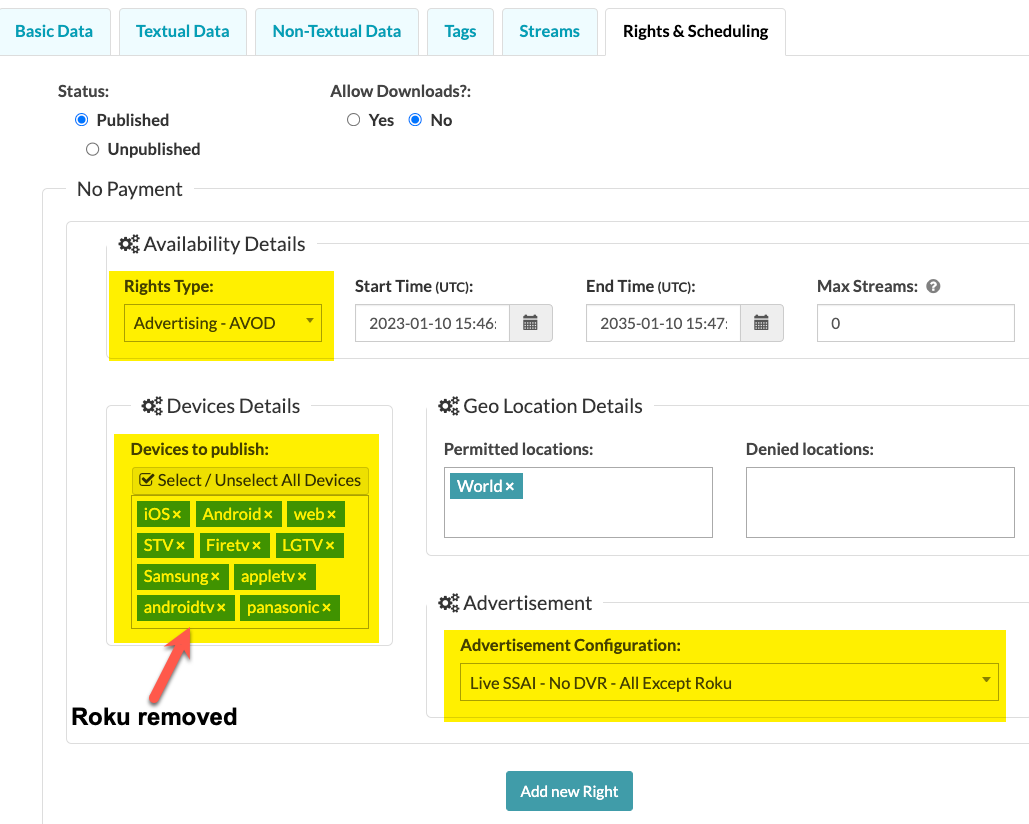 Basic Data Textual Data Non-Textual Data Tags Streams Rights & Scheduling
Status: Allow Downloads?:
Published Yes No
Unpublished
No Payment
Availability Details
Rights Type: Start Time (UTC): End Time (UTC): Max Streams: ?
Advertising - AVOD 2023-01-10 15:46: 2035-01-10 15:47: 0
Devices Details Geo Location Details
Devices to publish: Permitted locations: Denied locations:
Select / Unselect All Devices World ×
iOS × Android × web ×
STV × Firetv × LGTV ×
Samsung × appletv ×
androidtv × panasonic ×
Advertisement
Advertisement Configuration:
Live SSAI - No DVR - All Except Roku
Roku removed
Add new Right